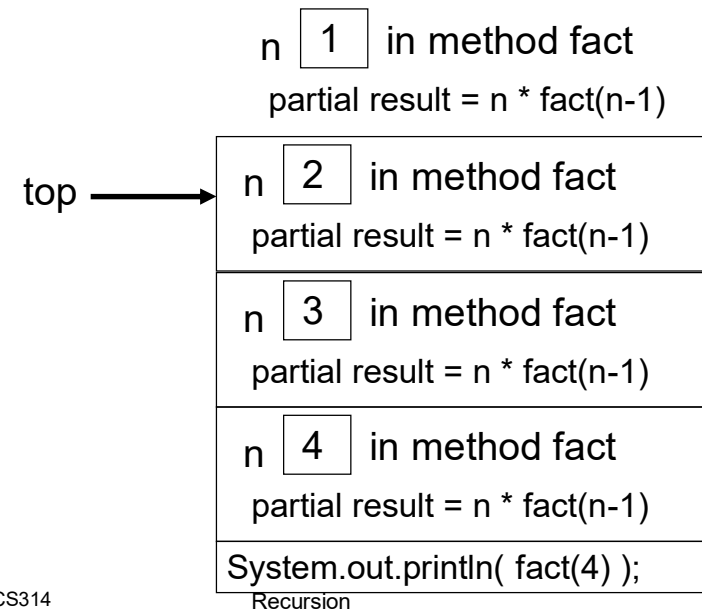 n 1 in method fact
partial result = n * fact(n-1)
top
n 2 in method fact
partial result = n * fact(n-1)
n 3 in method fact
partial result = n * fact(n-1)
n 4 in method fact
partial result = n * fact(n-1)
System.out.println( fact(4) );
CS314
Recursion